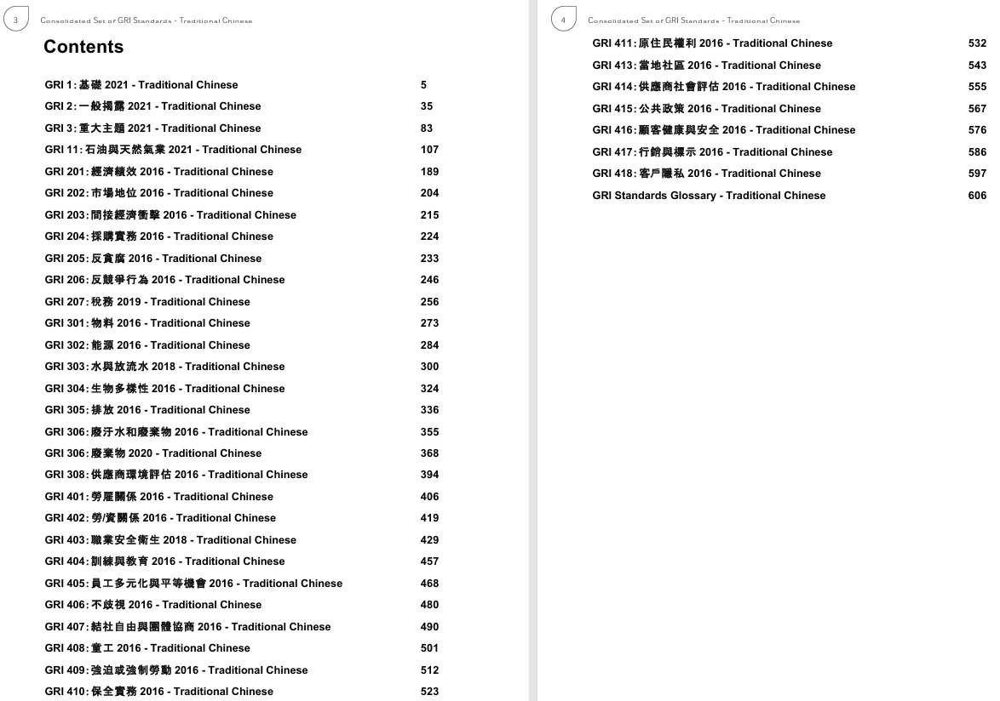 3
Consolidated Set of GRI Standards - Traditional Chinese
Contents
GRI 1: 基礎 2021 - Traditional Chinese 5
GRI 2: 一般揭露 2021 - Traditional Chinese 35
GRI 3: 重大主題 2021 - Traditional Chinese 83
GRI 11: 石油與天然氣業 2021 - Traditional Chinese 107
GRI 201: 經濟績效 2016 - Traditional Chinese 189
GRI 202: 市場地位 2016 - Traditional Chinese 204
GRI 203: 間接經濟衝擊 2016 - Traditional Chinese 215
GRI 204: 採購實務 2016 - Traditional Chinese 224
GRI 205: 反貪腐 2016 - Traditional Chinese 233
GRI 206: 反競爭行為 2016 - Traditional Chinese 246
GRI 207: 稅務 2019 - Traditional Chinese 256
GRI 301: 物料 2016 - Traditional Chinese 273
GRI 302: 能源 2016 - Traditional Chinese 284
GRI 303: 水與放流水 2018 - Traditional Chinese 300
GRI 304: 生物多樣性 2016 - Traditional Chinese 324
GRI 305: 排放 2016 - Traditional Chinese 336
GRI 306: 廢汙水和廢棄物 2016 - Traditional Chinese 355
GRI 306: 廢棄物 2020 - Traditional Chinese 368
GRI 308: 供應商環境評估 2016 - Traditional Chinese 394
GRI 401: 勞雇關係 2016 - Traditional Chinese 406
GRI 402: 勞/資關係 2016 - Traditional Chinese 419
GRI 403: 職業安全衛生 2018 - Traditional Chinese 429
GRI 404: 訓練與教育 2016 - Traditional Chinese 457
GRI 405: 員工多元化與平等機會 2016 - Traditional Chinese 468
GRI 406: 不歧視 2016 - Traditional Chinese 480
GRI 407: 結社自由與團體協商 2016 - Traditional Chinese 490
GRI 408: 童工 2016 - Traditional Chinese 501
GRI 409: 強迫或強制勞動 2016 - Traditional Chinese 512
GRI 410: 保全實務 2016 - Traditional Chinese 523
4
Consolidated Set of GRI Standards - Traditional Chinese
GRI 411: 原住民權利 2016 - Traditional Chinese 532
GRI 413: 當地社區 2016 - Traditional Chinese 543
GRI 414: 供應商社會評估 2016 - Traditional Chinese 555
GRI 415: 公共政策 2016 - Traditional Chinese 567
GRI 416: 顧客健康與安全 2016 - Traditional Chinese 576
GRI 417: 行銷與標示 2016 - Traditional Chinese 586
GRI 418: 客戶隱私 2016 - Traditional Chinese 597
GRI Standards Glossary - Traditional Chinese 606